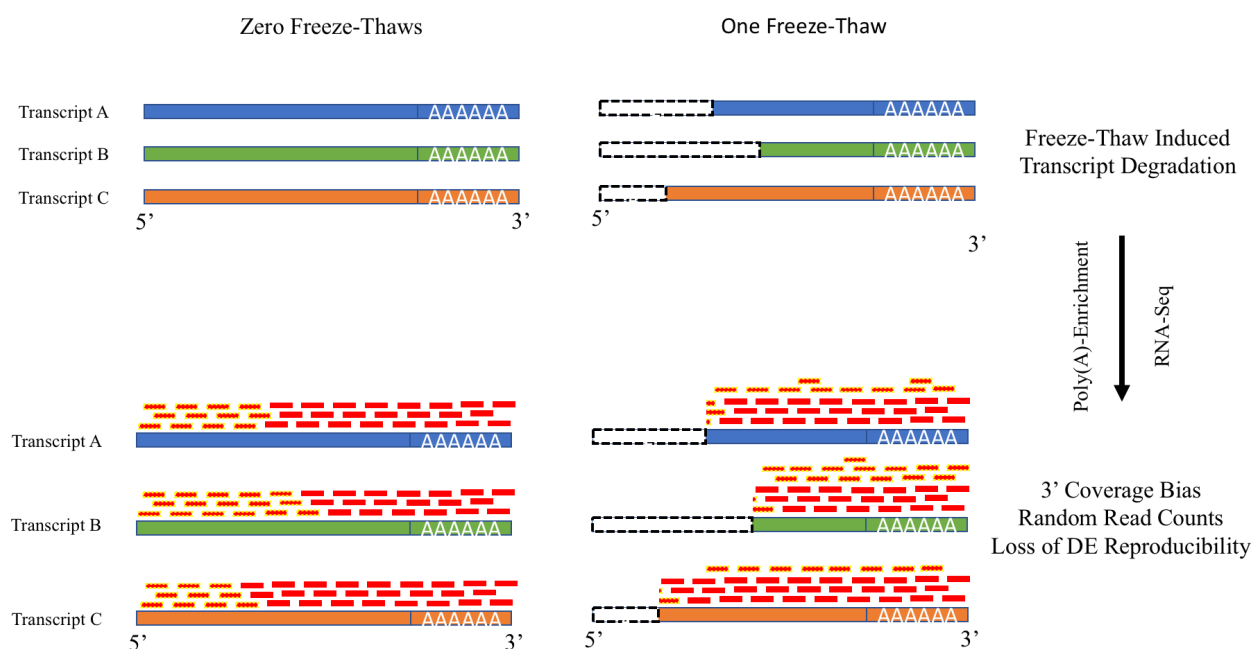 Zero Freeze-Thaws
One Freeze-Thaw
Transcript A
AAAAAA
AAAAAA
Transcript B
AAAAAA
AAAAAA
Transcript C
AAAAAA
AAAAAA
5’
3’
5’
3’
Freeze-Thaw Induced
Transcript Degradation
Poly(A)-Enrichment
RNA-Seq
Transcript A
AAAAAA
AAAAAA
Transcript B
AAAAAA
AAAAAA
Transcript C
AAAAAA
AAAAAA
5’
3’
5’
3’
3’ Coverage Bias
Random Read Counts
Loss of DE Reproducibility